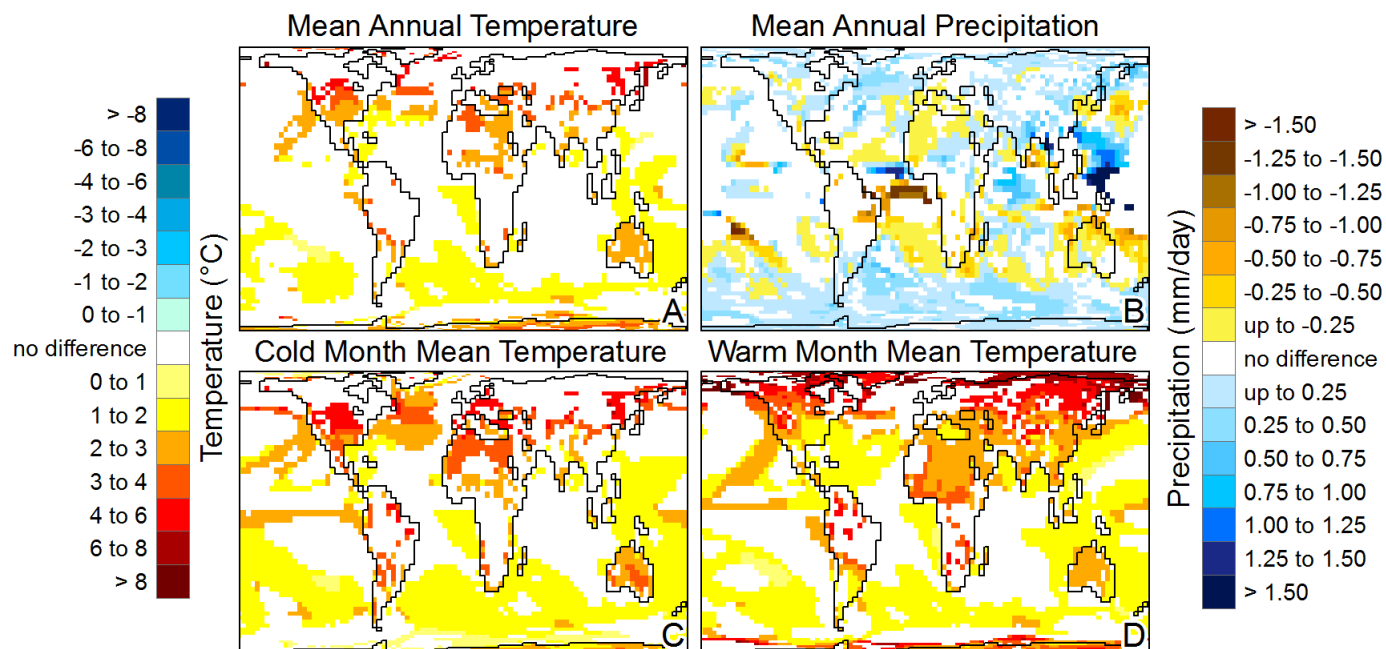 Mean Annual Temperature
Mean Annual Precipitation
> -8
-6 to -8
-4 to -6
-3 to -4
-2 to -3
-1 to -2
0 to -1
no difference
0 to 1
1 to 2
2 to 3
3 to 4
4 to 6
6 to 8
> 8
Temperature (°C)
A
B
Cold Month Mean Temperature
Warm Month Mean Temperature
C
D
Precipitation (mm/day)
> -1.50
-1.25 to -1.50
-1.00 to -1.25
-0.75 to -1.00
-0.50 to -0.75
-0.25 to -0.50
up to -0.25
no difference
up to 0.25
0.25 to 0.50
0.50 to 0.75
0.75 to 1.00
1.00 to 1.25
1.25 to 1.50
> 1.50